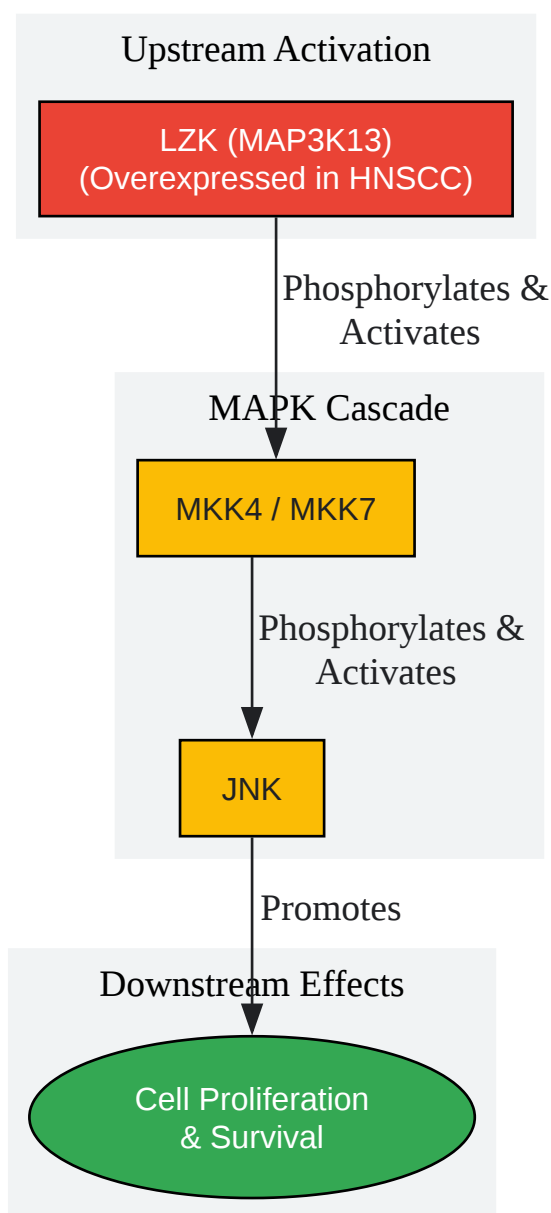 Upstream Activation
LZK (MAP3K13)
(Overexpressed in HNSCC)
Phosphorylates &
Activates
MAPK Cascade
MKK4 / MKK7
Phosphorylates &
Activates
JNK
Promotes
Downstream Effects
Cell Proliferation
& Survival